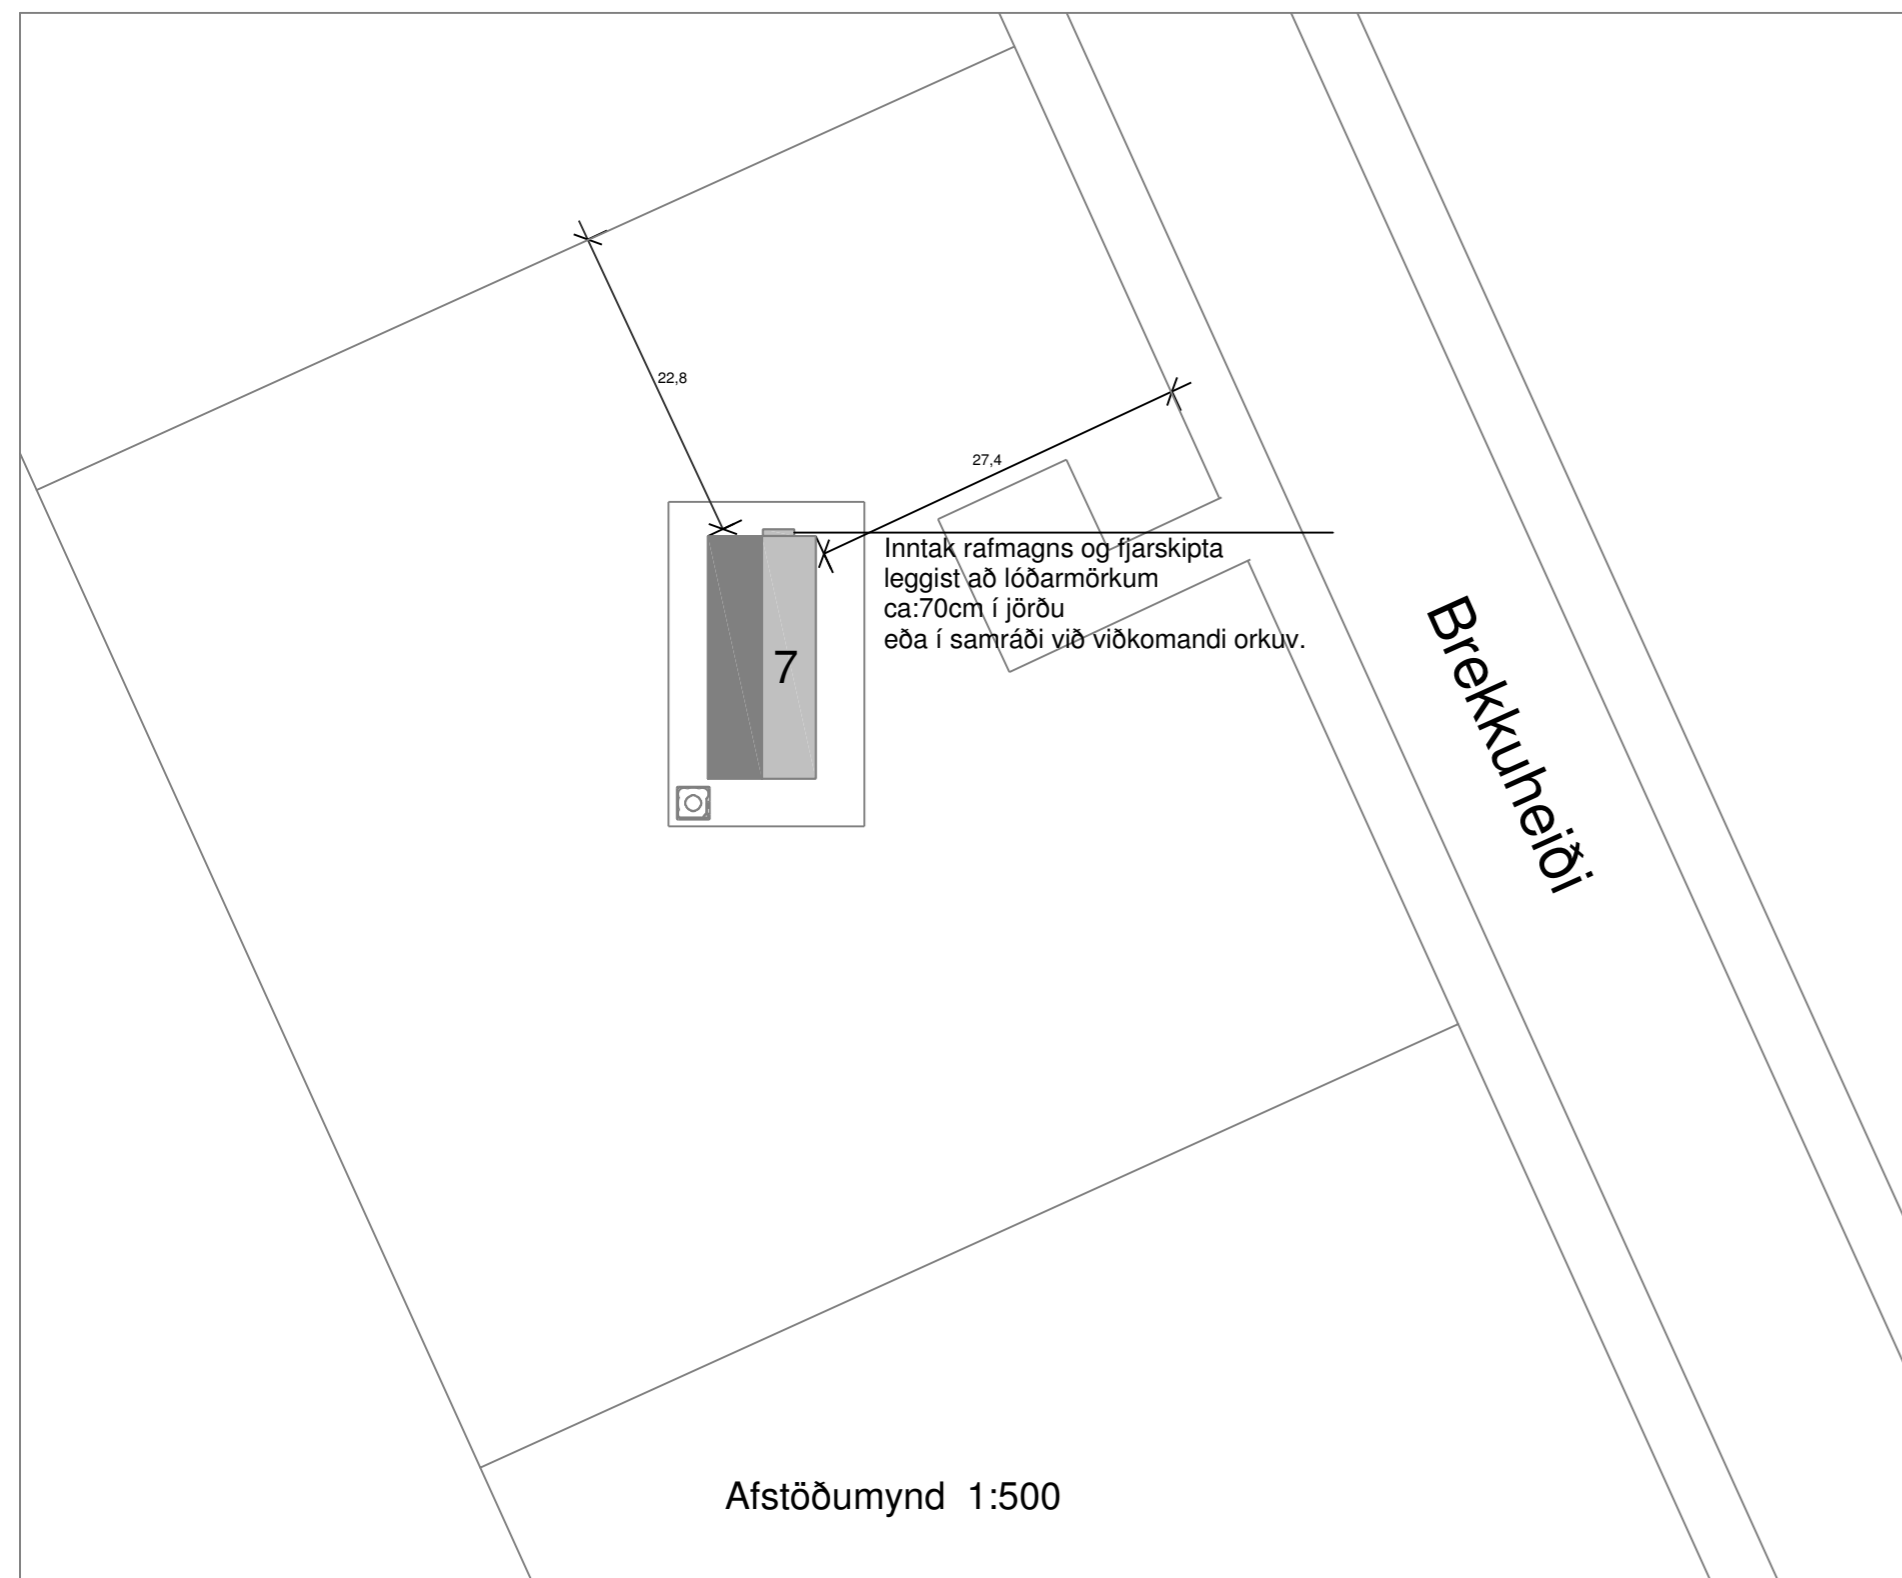 22,8
27,4
Inntak rafmagns og fjarskipta
leggist að lóðarmörkum
ca:70cm í jörðu
eða í samráði við viðkomandi orkuv.
7
Brekkuheiði
Afstöðumynd 1:500